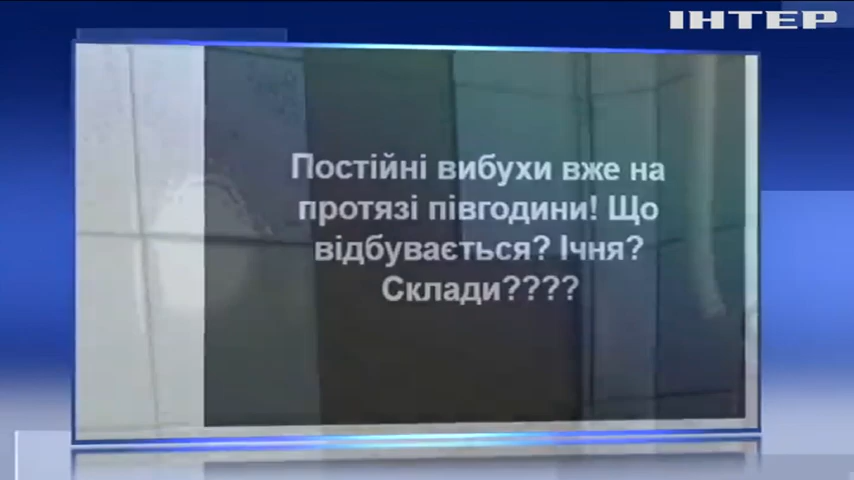 ІНТЕР
Постійні вибухи вже на
протязі півгодини! Що
відбувається? Ічня?
Склади????